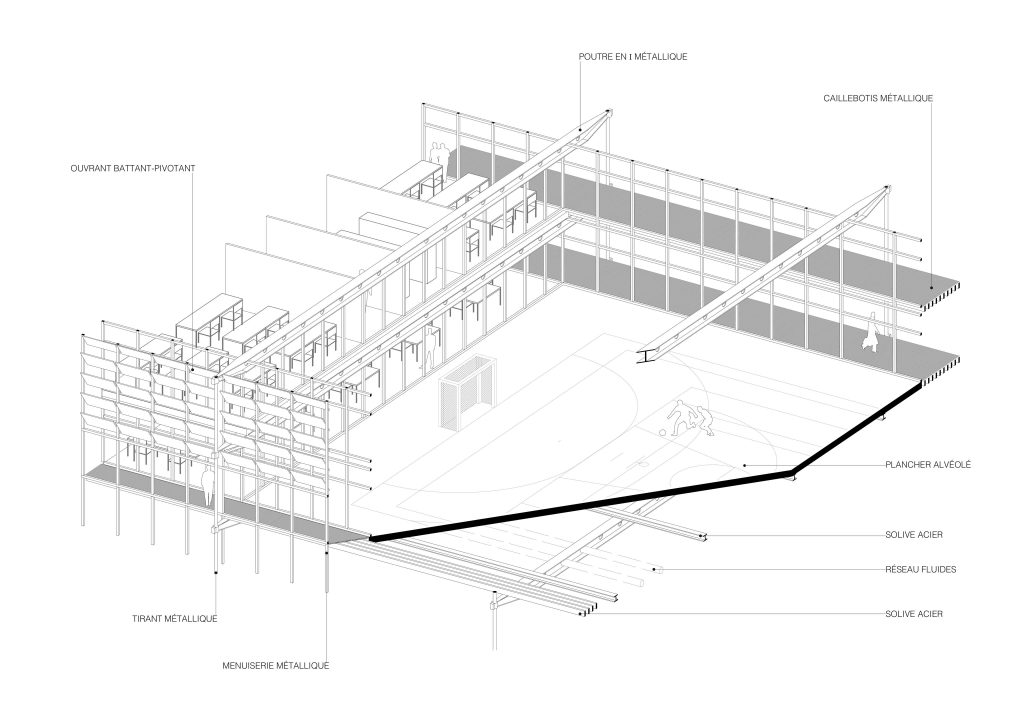 POUTRE EN I MÉTALLIQUE
CAILLEBOTIS MÉTALLIQUE
OUVRANT BATTANT-PIVOTANT
PLANCHER ALVÉOLÉ
SOLIVE ACIER
RÉSEAU FLUIDES
SOLIVE ACIER
TIRANT MÉTALLIQUE
MENUISERIE MÉTALLIQUE